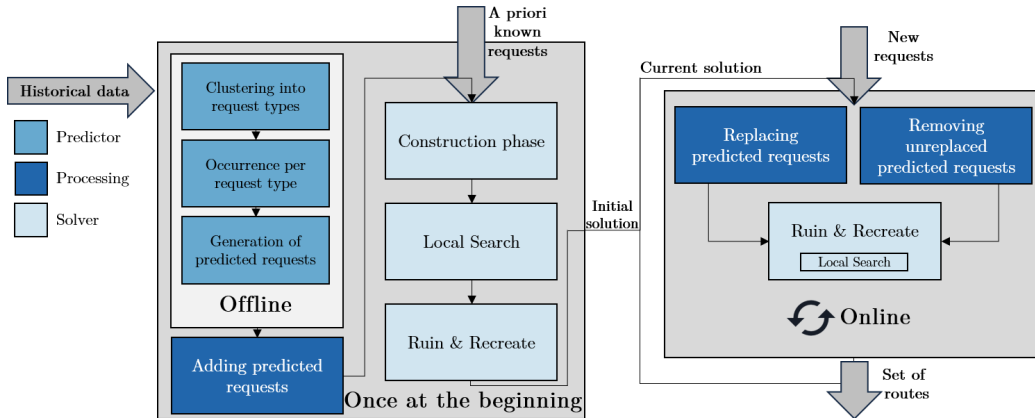 Historical data
Predictor
Processing
Solver
Clustering into
request types
Occurrence per
request type
Generation of
predicted requests
Offline
Adding predicted
requests
A priori
known
requests
Construction phase
Local Search
Ruin & Recreate
Once at the beginning
Initial
solution
Current solution
New
requests
Replacing
predicted requests
Removing
unreplaced
predicted requests
Ruin & Recreate
Local Search
Online
Set of
routes